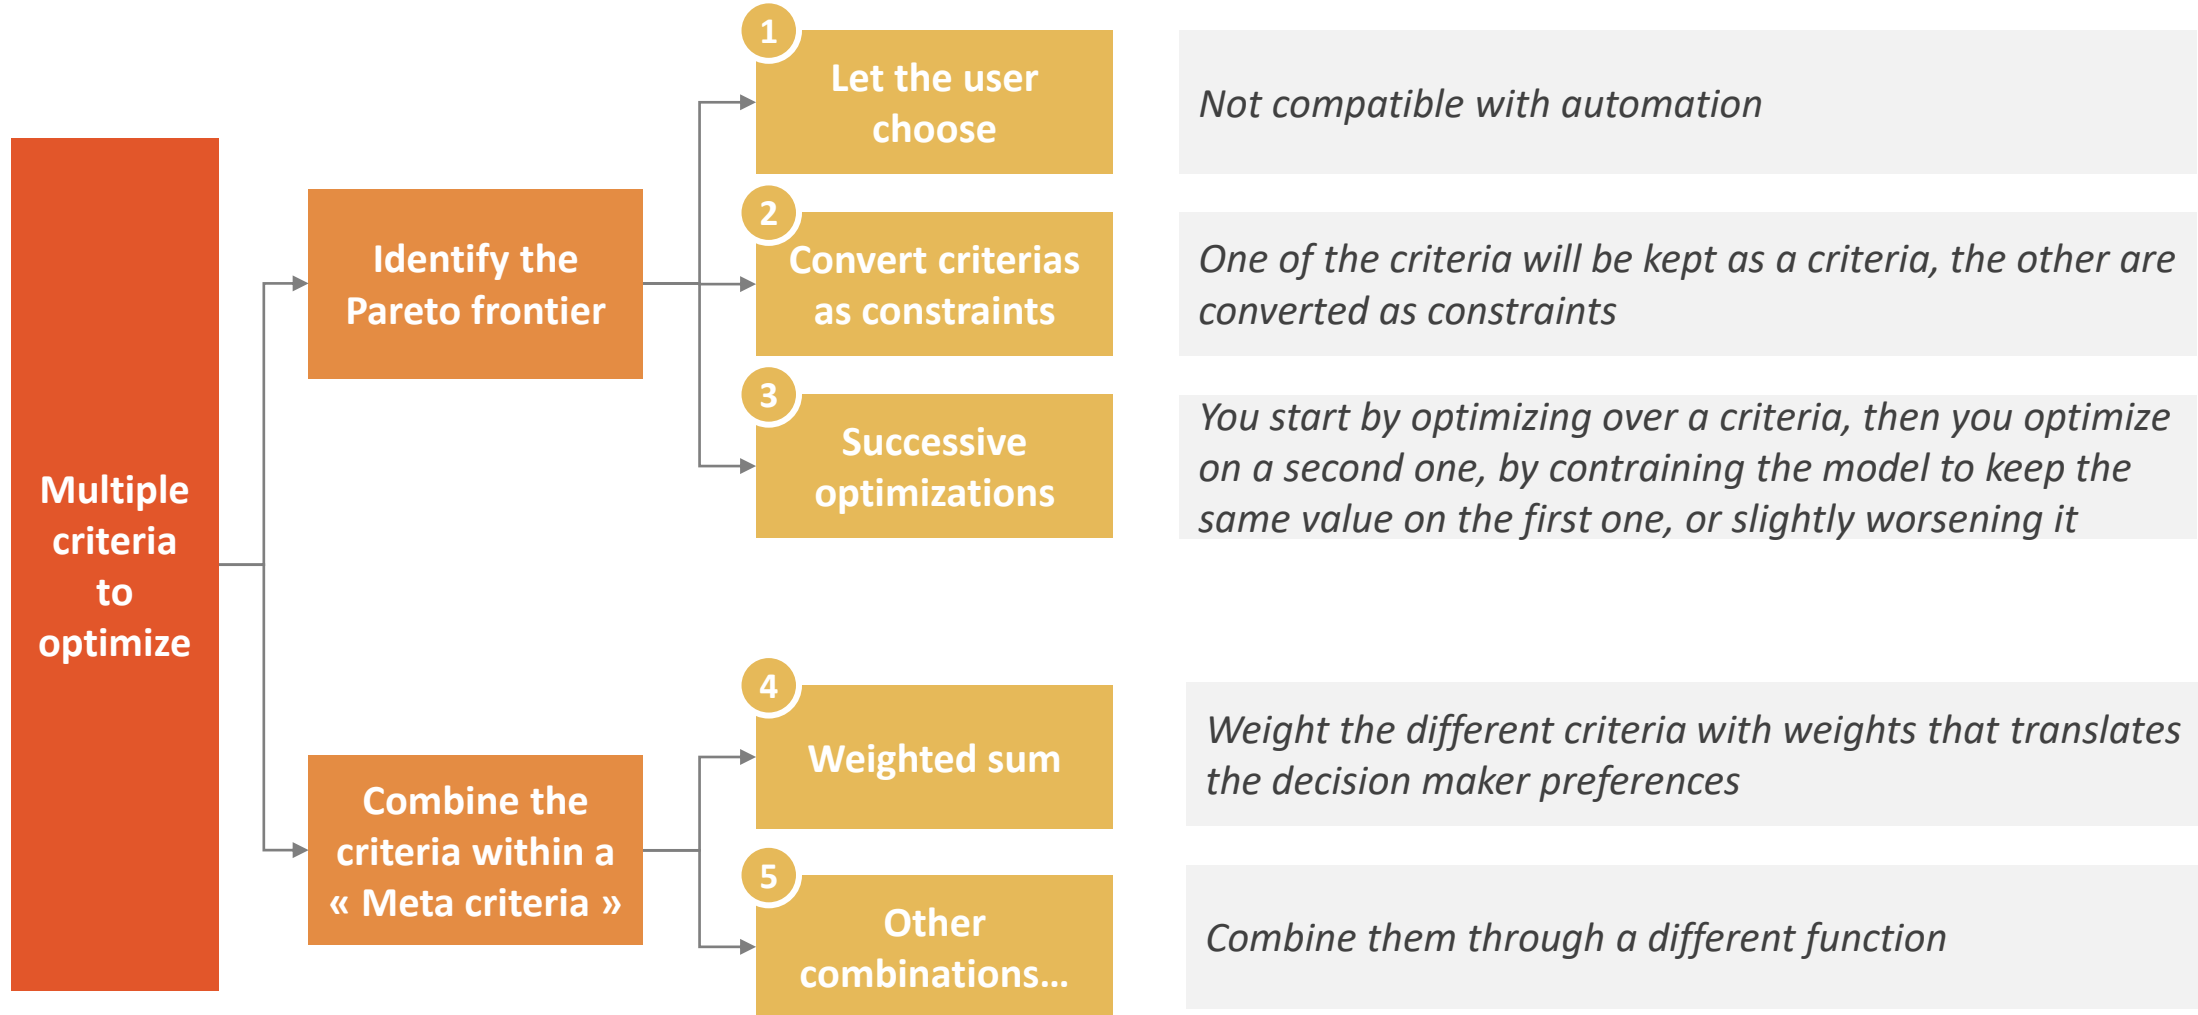 Multiple
criteria
to
optimize
Identify the
Pareto frontier
1
Let the user
choose
Not compatible with automation
2
Convert criterias
as constraints
One of the criteria will be kept as a criteria, the other are
converted as constraints
3
Successive
optimizations
You start by optimizing over a criteria, then you optimize
on a second one, by contraining the model to keep the
same value on the first one, or slightly worsening it
Combine the
criteria within a
« Meta criteria »
4
Weighted sum
Weight the different criteria with weights that translates
the decision maker preferences
5
Other
combinations…
Combine them through a different function